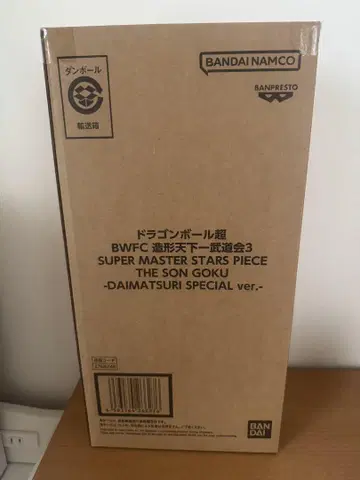 ダンボール
輸送箱
BANDAI NAMCO
BANPRESTO
ドラゴンボール超
BWFC 造形天下一武道会3
SUPER MASTER STARS PIECE
THE SON GOKU
-DAIMATSURI SPECIAL ver.-
BAN
DAI